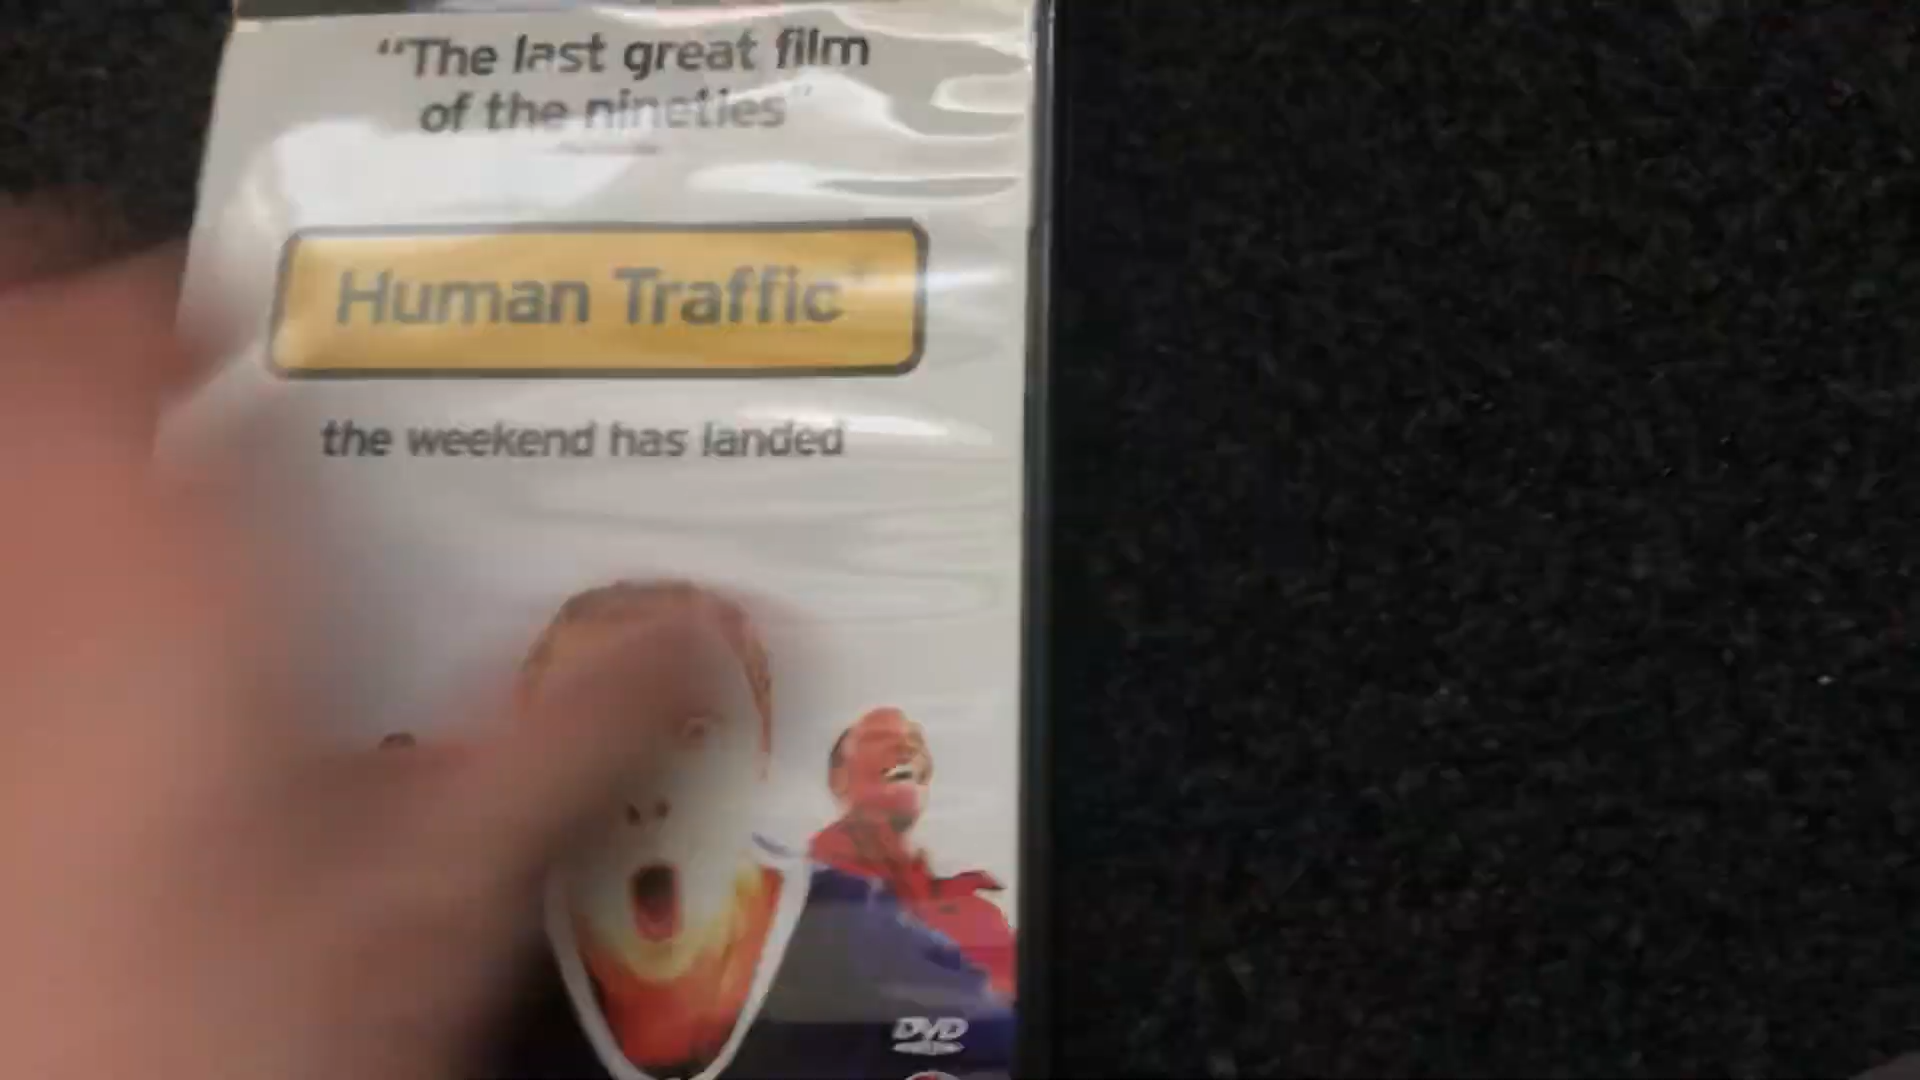 “The last great film
of the nineties”
Human Traffic
the weekend has landed
DVD